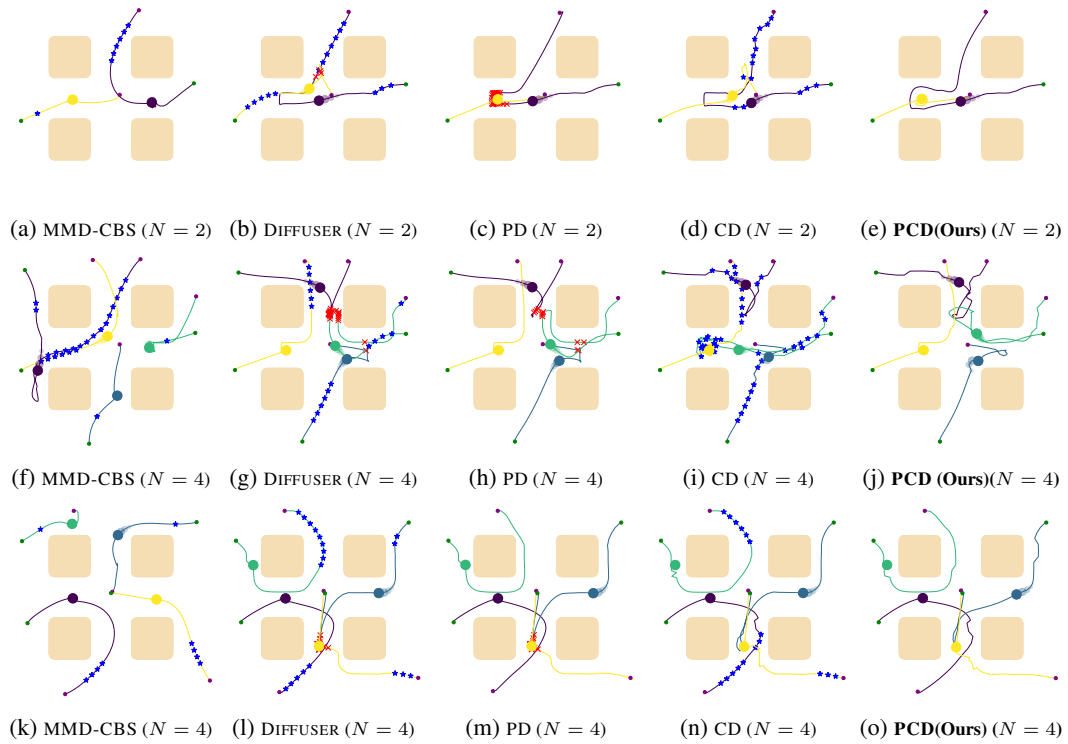 (a) MMD-CBS (N = 2) (b) DIFFUSER (N = 2) (c) PD (N = 2) (d) CD (N = 2) (e) PCD(Ours) (N = 2)
(f) MMD-CBS (N = 4) (g) DIFFUSER (N = 4) (h) PD (N = 4) (i) CD (N = 4) (j) PCD (Ours)(N = 4)
(k) MMD-CBS (N = 4) (l) DIFFUSER (N = 4) (m) PD (N = 4) (n) CD (N = 4) (o) PCD(Ours) (N = 4)